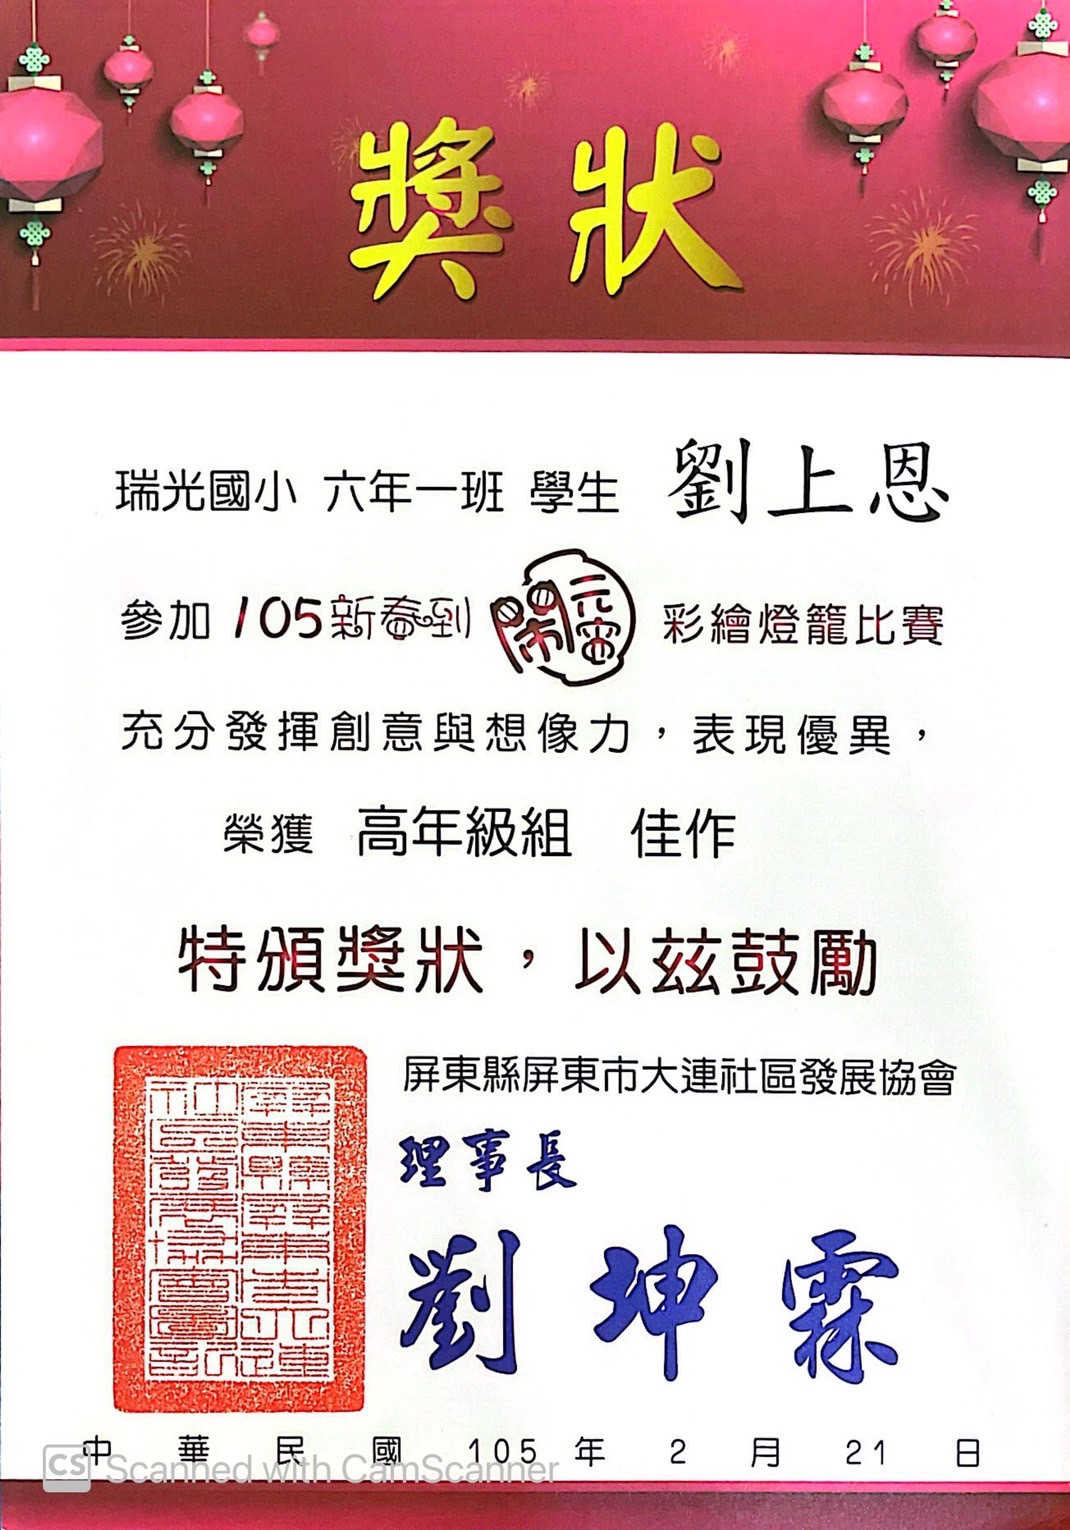 獎狀
瑞光國小 六年一班 學生 劉上恩
參加 105新春到 鬧元宵 彩繪燈籠比賽
充分發揮創意與想像力，表現優異，
榮獲 高年級組 佳作
特頒獎狀，以茲鼓勵
屏東縣屏東市大連社區發展協會
理事長
劉坤霖
中華民國 105 年 2 月 21 日
CS Scanned with CamScanner